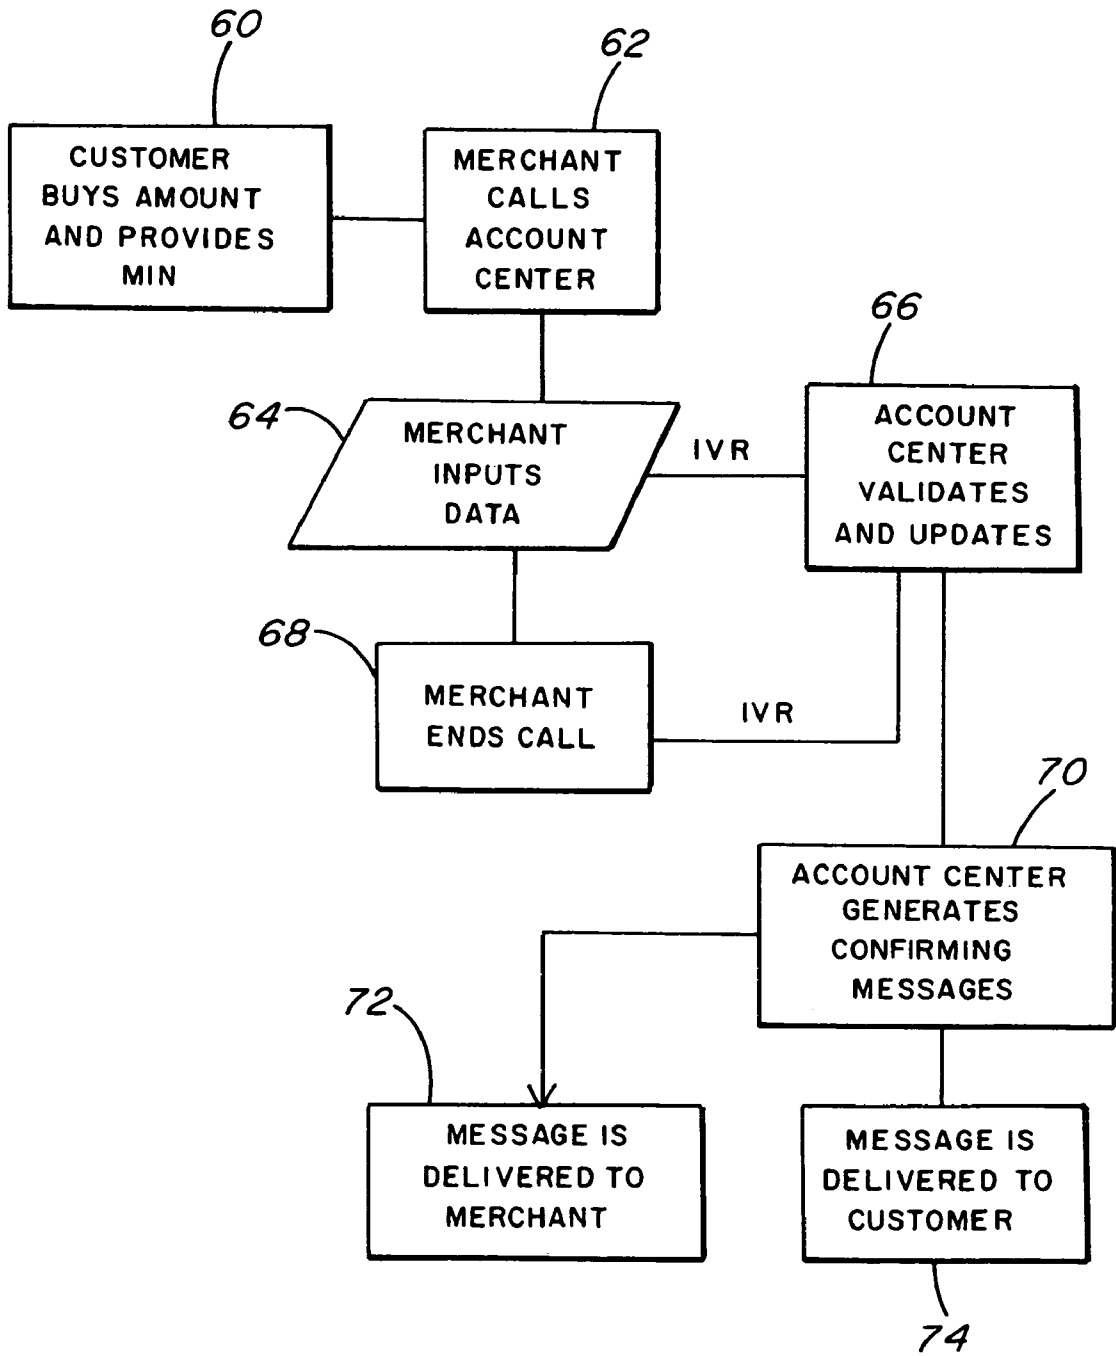 60
62
CUSTOMER
BUYS AMOUNT
AND PROVIDES
MIN
MERCHANT
CALLS
ACCOUNT
CENTER
66
64
MERCHANT
INPUTS
DATA
IVR
ACCOUNT
CENTER
VALIDATES
AND UPDATES
68
MERCHANT
ENDS CALL
IVR
70
ACCOUNT CENTER
GENERATES
CONFIRMING
MESSAGES
72
MESSAGE IS
DELIVERED TO
MERCHANT
MESSAGE IS
DELIVERED TO
CUSTOMER
74